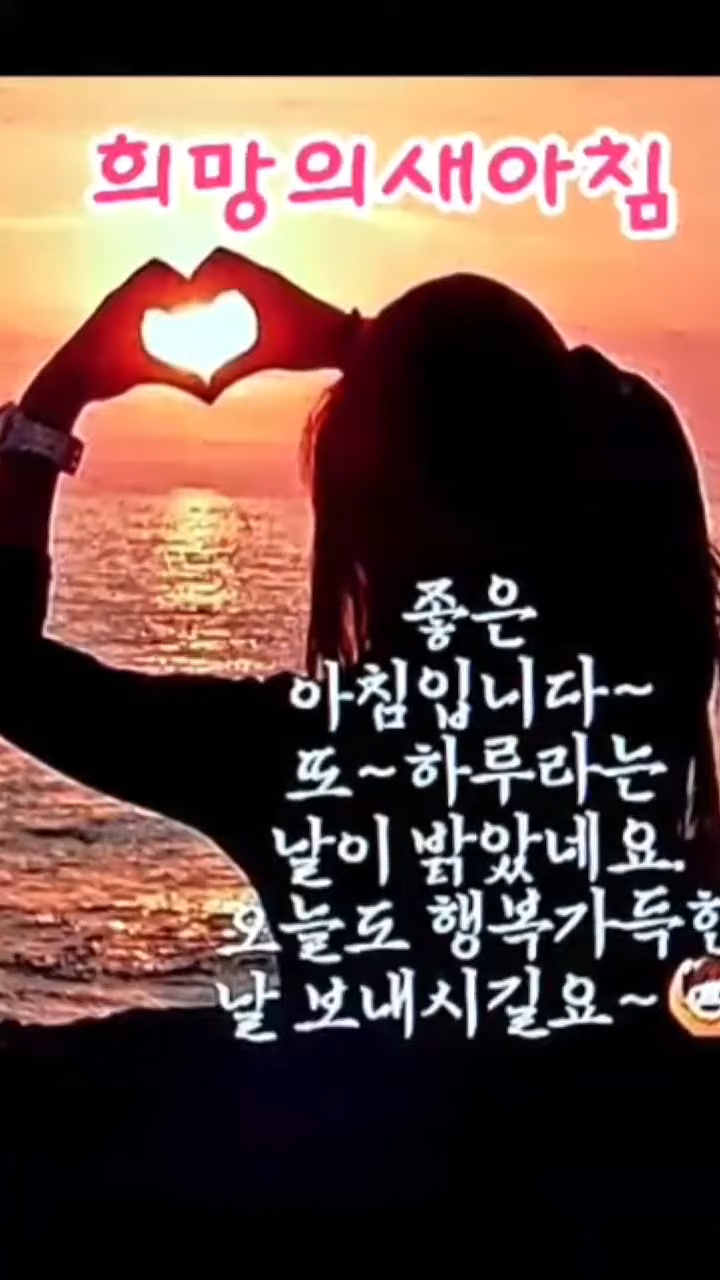 희망의새아침
좋은
아침입니다~
또~하루라는
날이 밝았네요.
오늘도 행복가득한
날 보내시길요~